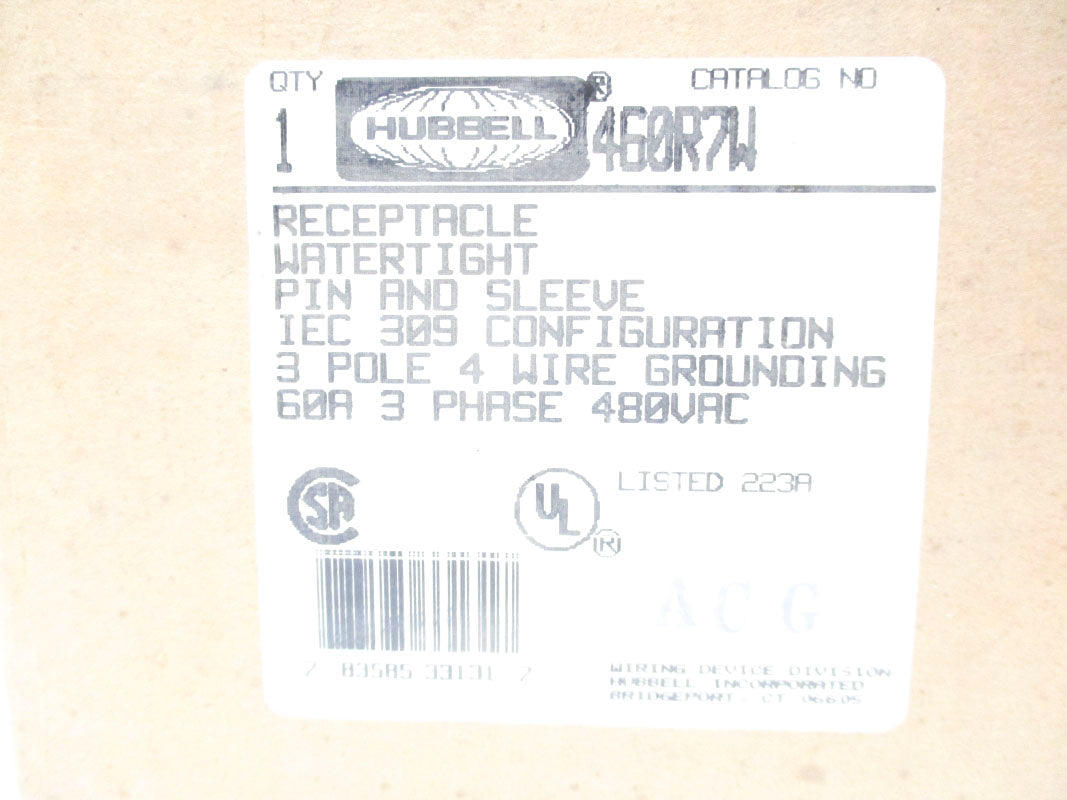 QTY HUBBELL® CATALOG NO
1 460R7W
RECEPTACLE
WATERTIGHT
PIN AND SLEEVE
IEC 309 CONFIGURATION
3 POLE 4 WIRE GROUNDING
60A 3 PHASE 480VAC
SA UL® LISTED 223A
ACG
7 83585 33131 7
WIRING DEVICE DIVISION
HUBBELL INCORPORATED
BRIDGEPORT, CT 06605